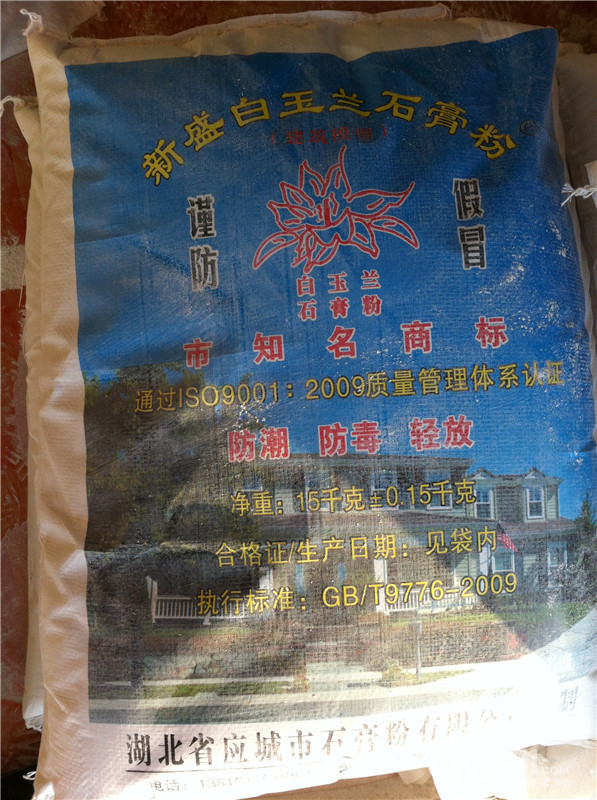 新盛白玉兰石膏粉
谨防
假冒
白玉兰
石膏粉
市知名商标
通过ISO9001:2009质量管理体系认证
防潮 防毒 轻放
净重:15千克±0.15千克
合格证/生产日期:见袋内
执行标准:GB/T9776-2009
湖北省应城市石膏粉有限公
电话: